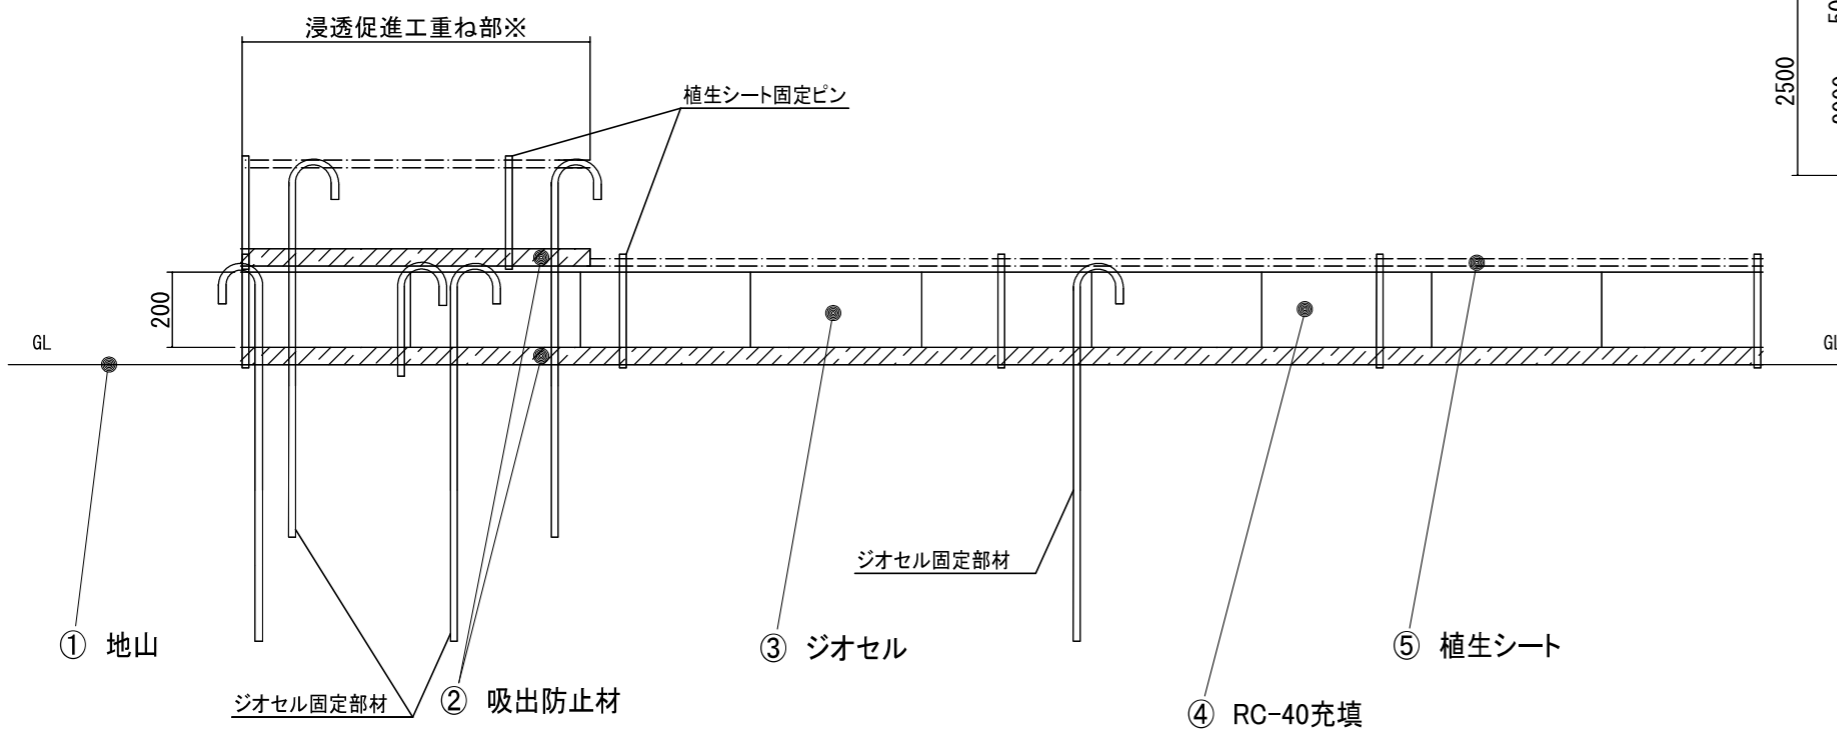 浸透促進工重ね部※
植生シート固定ピン
2500
200
GL
GL
ジオセル固定部材
① 地山
③ ジオセル
⑤ 植生シート
ジオセル固定部材
② 吸出防止材
④ RC-40充填